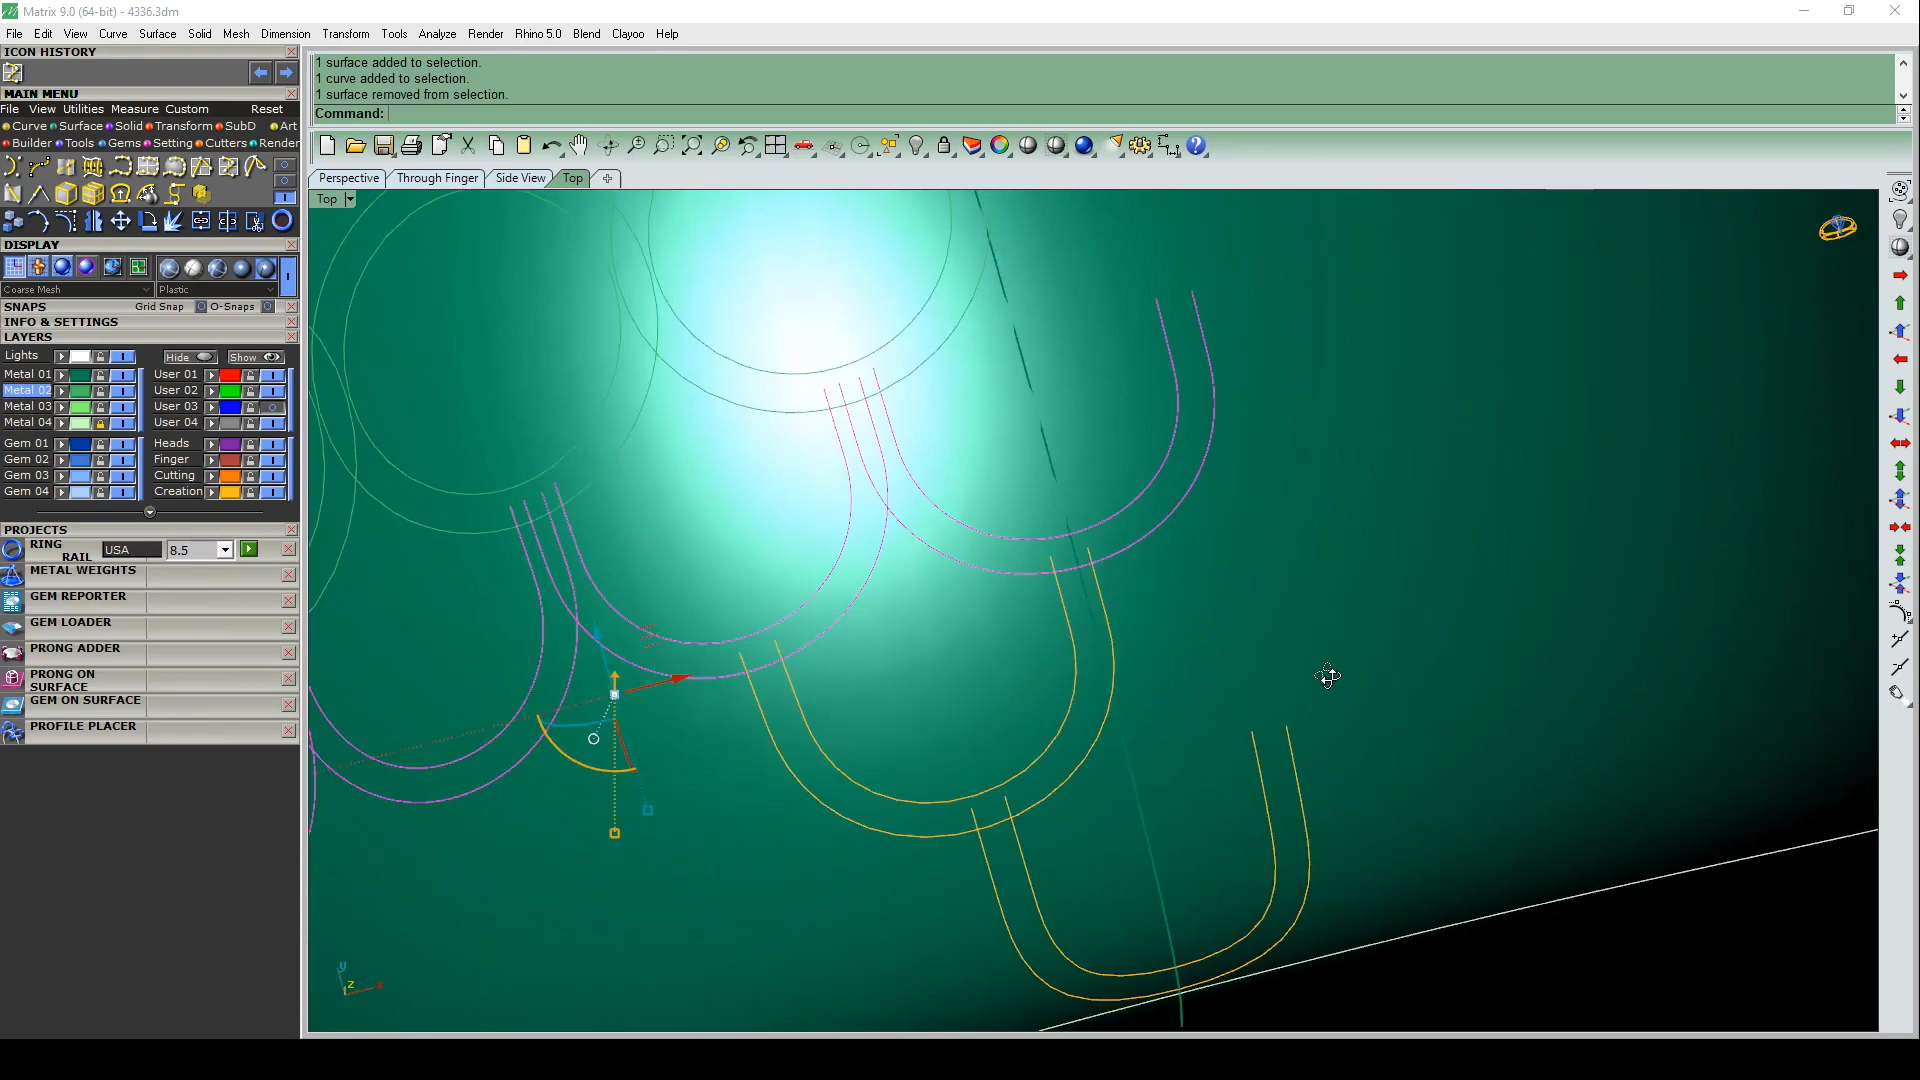 Matrix 9.0 (64-bit) - 4336.3dm
File Edit View Curve Surface Solid Mesh Dimension Transform Tools Analyze Render Rhino 5.0 Blend Clayoo Help
ICON HISTORY
MAIN MENU
File View Utilities Measure Custom Reset
Curve Surface Solid Transform SubD Art
Builder Tools Gems Setting Cutters Render
DISPLAY
Coarse Mesh Plastic
SNAPS Grid Snap O-Snaps
INFO & SETTINGS
LAYERS
Lights Hide Show
Metal 01 User 01
Metal 02 User 02
Metal 03 User 03
Metal 04 User 04
Gem 01 Heads
Gem 02 Finger
Gem 03 Cutting
Gem 04 Creation
PROJECTS
RING RAIL USA 8.5
METAL WEIGHTS
GEM REPORTER
GEM LOADER
PRONG ADDER
PRONG ON SURFACE
GEM ON SURFACE
PROFILE PLACER
1 surface added to selection.
1 curve added to selection.
1 surface removed from selection.
Command:
Perspective Through Finger Side View Top
Top
y
z x